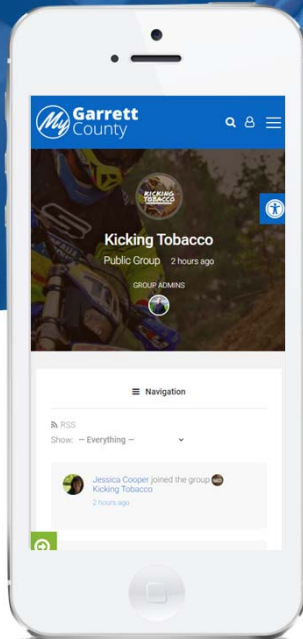 My Garrett
County
KICKING
TOBACCO
Kicking Tobacco
Public Group 2 hours ago
GROUP ADMINS
Navigation
RSS
Show: — Everything —
Jessica Cooper joined the group
Kicking Tobacco
2 hours ago